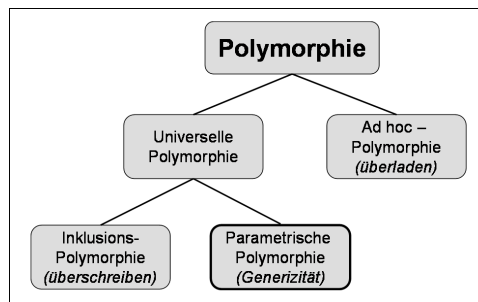 Polymorphie
Universelle
Polymorphie
Ad hoc –
Polymorphie
(überladen)
Inklusions-
Polymorphie
(überschreiben)
Parametrische
Polymorphie
(Generizität)